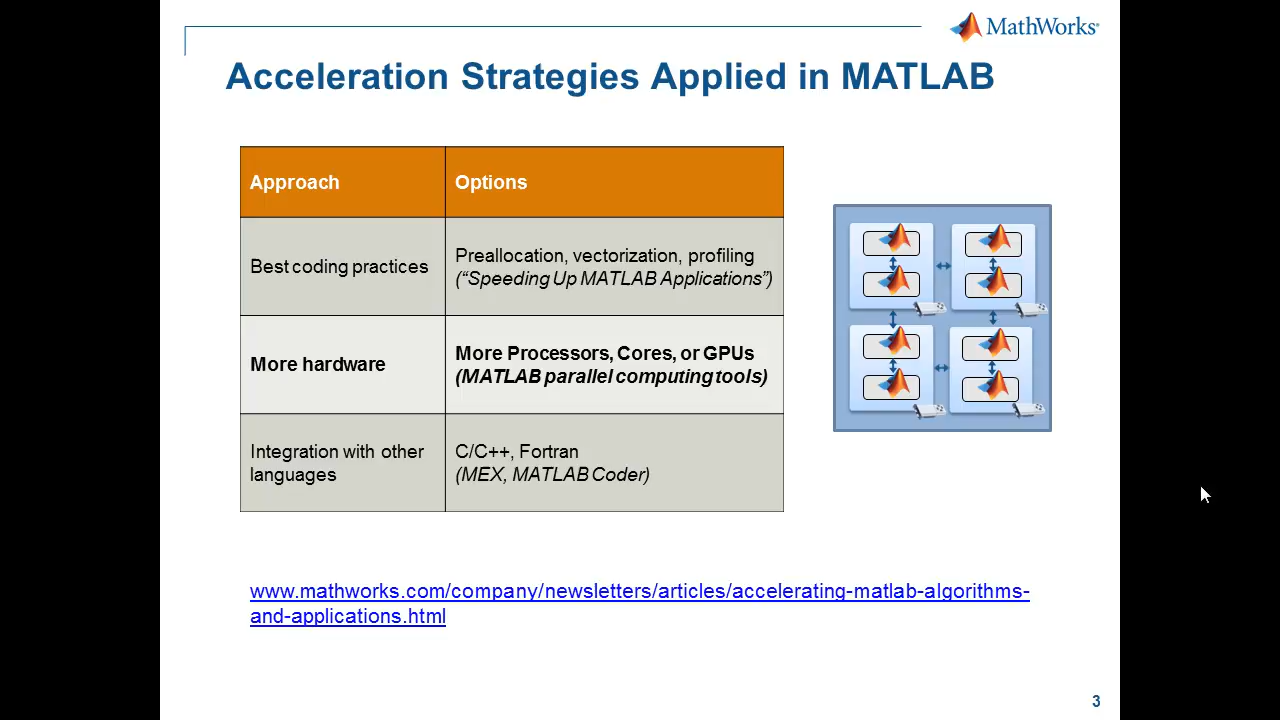 MathWorks®
Acceleration Strategies Applied in MATLAB
Approach
Options
Best coding practices
Preallocation, vectorization, profiling
(“Speeding Up MATLAB Applications”)
More hardware
More Processors, Cores, or GPUs
(MATLAB parallel computing tools)
Integration with other
languages
C/C++, Fortran
(MEX, MATLAB Coder)
www.mathworks.com/company/newsletters/articles/accelerating-matlab-algorithms-
and-applications.html
3